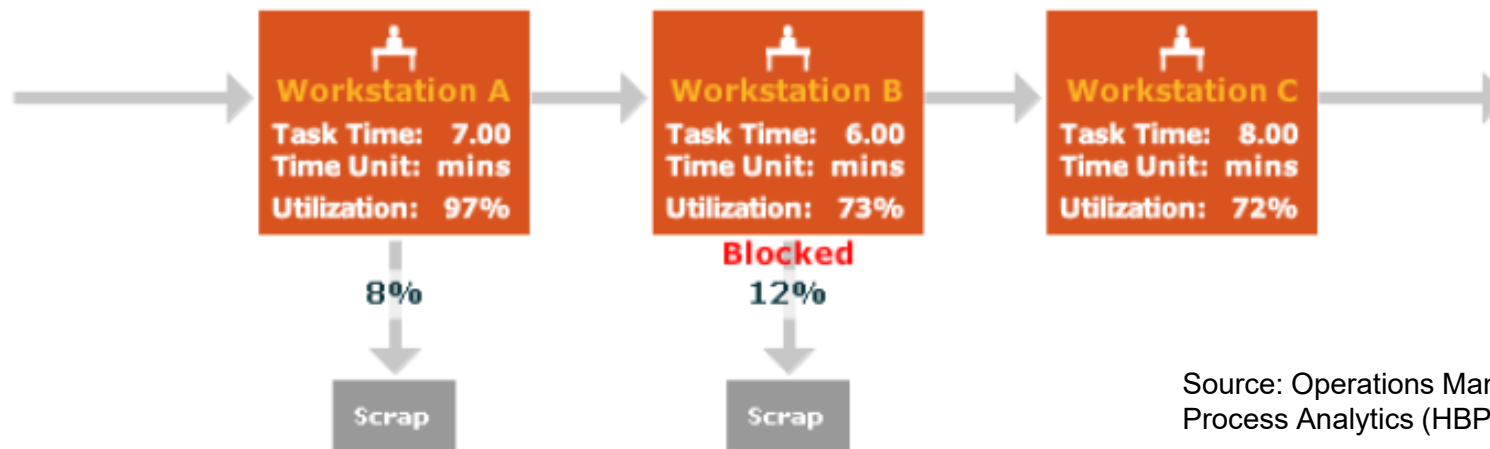 Workstation A
Task Time: 7.00
Time Unit: mins
Utilization: 97%
8%
Scrap
Workstation B
Task Time: 6.00
Time Unit: mins
Utilization: 73%
Blocked
12%
Scrap
Workstation C
Task Time: 8.00
Time Unit: mins
Utilization: 72%
Source: Operations Mar
Process Analytics (HBP